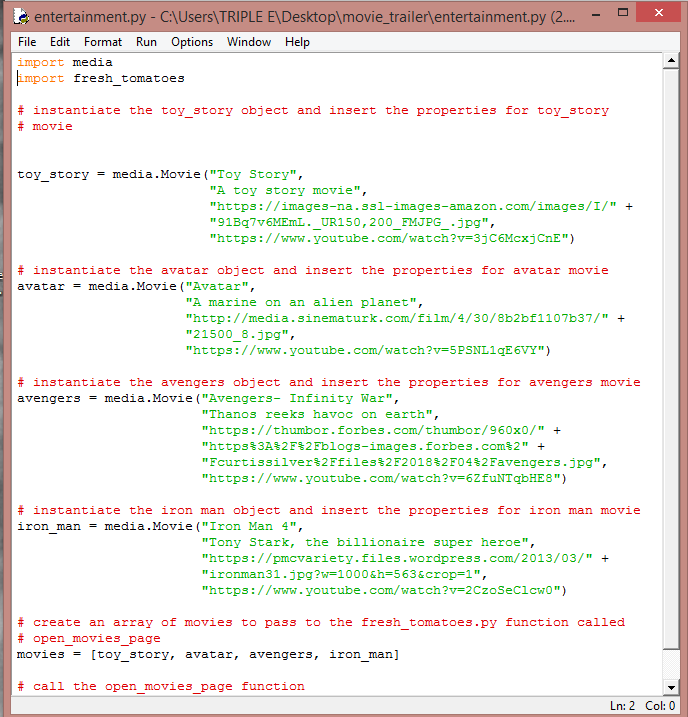 entertainment.py - C:\Users\TRIPLE E\Desktop\movie_trailer\entertainment.py (2....
File Edit Format Run Options Window Help
import media
import fresh_tomatoes
# instantiate the toy_story object and insert the properties for toy_story
# movie
toy_story = media.Movie("Toy Story",
"A toy story movie",
"https://images-na.ssl-images-amazon.com/images/I/" +
"91Bq7v6MEmL._UR150,200_FMJPG_.jpg",
"https://www.youtube.com/watch?v=3jC6McxjCnE")
# instantiate the avatar object and insert the properties for avatar movie
avatar = media.Movie("Avatar",
"A marine on an alien planet",
"http://media.sinematurk.com/film/4/30/8b2bf1107b37/" +
"21500_8.jpg",
"https://www.youtube.com/watch?v=5PSNL1qE6VY")
# instantiate the avengers object and insert the properties for avengers movie
avengers = media.Movie("Avengers- Infinity War",
"Thanos reeks havoc on earth",
"https://thumbor.forbes.com/thumbor/960x0/" +
"https%3A%2F%2Fblogs-images.forbes.com%2" +
"Fcurtissilver%2Ffiles%2F2018%2F04%2Favengers.jpg",
"https://www.youtube.com/watch?v=6ZfuNTqbHE8")
# instantiate the iron man object and insert the properties for iron man movie
iron_man = media.Movie("Iron Man 4",
"Tony Stark, the billionaire super heroe",
"https://pmcvariety.files.wordpress.com/2013/03/" +
"ironman31.jpg?w=1000&h=563&crop=1",
"https://www.youtube.com/watch?v=2CzoSeClcw0")
# create an array of movies to pass to the fresh_tomatoes.py function called
# open_movies_page
movies = [toy_story, avatar, avengers, iron_man]
# call the open_movies_page function
Ln: 2 Col: 0